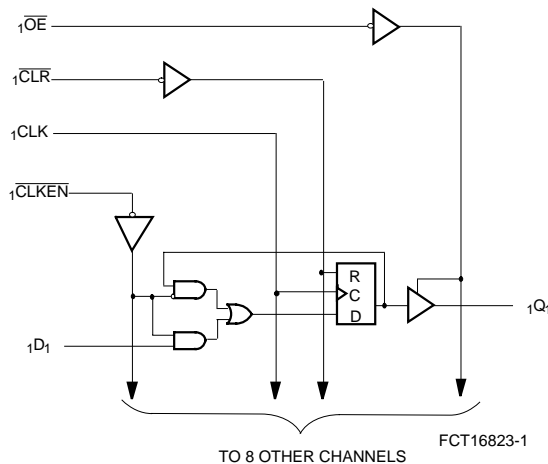 1OE
1CLR
1CLK
1CLKEN
R
C
D
1D1
1Q1
TO 8 OTHER CHANNELS
FCT16823-1